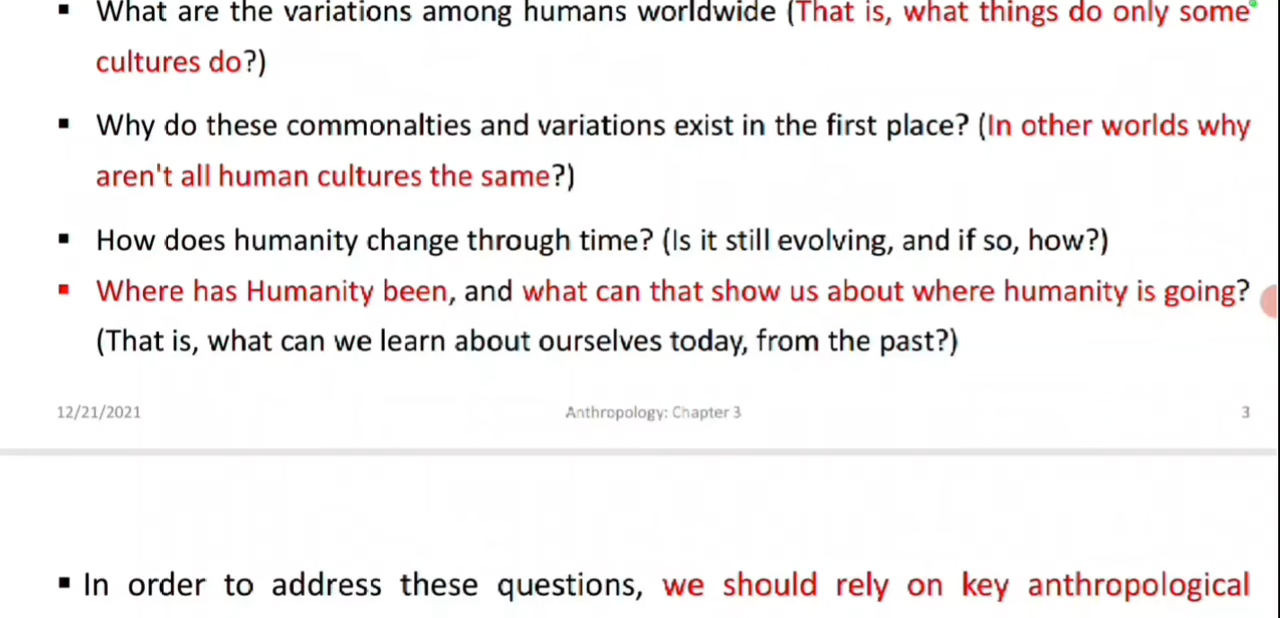 ▪ What are the variations among humans worldwide (That is, what things do only some
cultures do?)
▪ Why do these commonalties and variations exist in the first place? (In other worlds why
aren't all human cultures the same?)
▪ How does humanity change through time? (Is it still evolving, and if so, how?)
▪ Where has Humanity been, and what can that show us about where humanity is going?
(That is, what can we learn about ourselves today, from the past?)
12/21/2021 Anthropology: Chapter 3 3
▪ In order to address these questions, we should rely on key anthropological